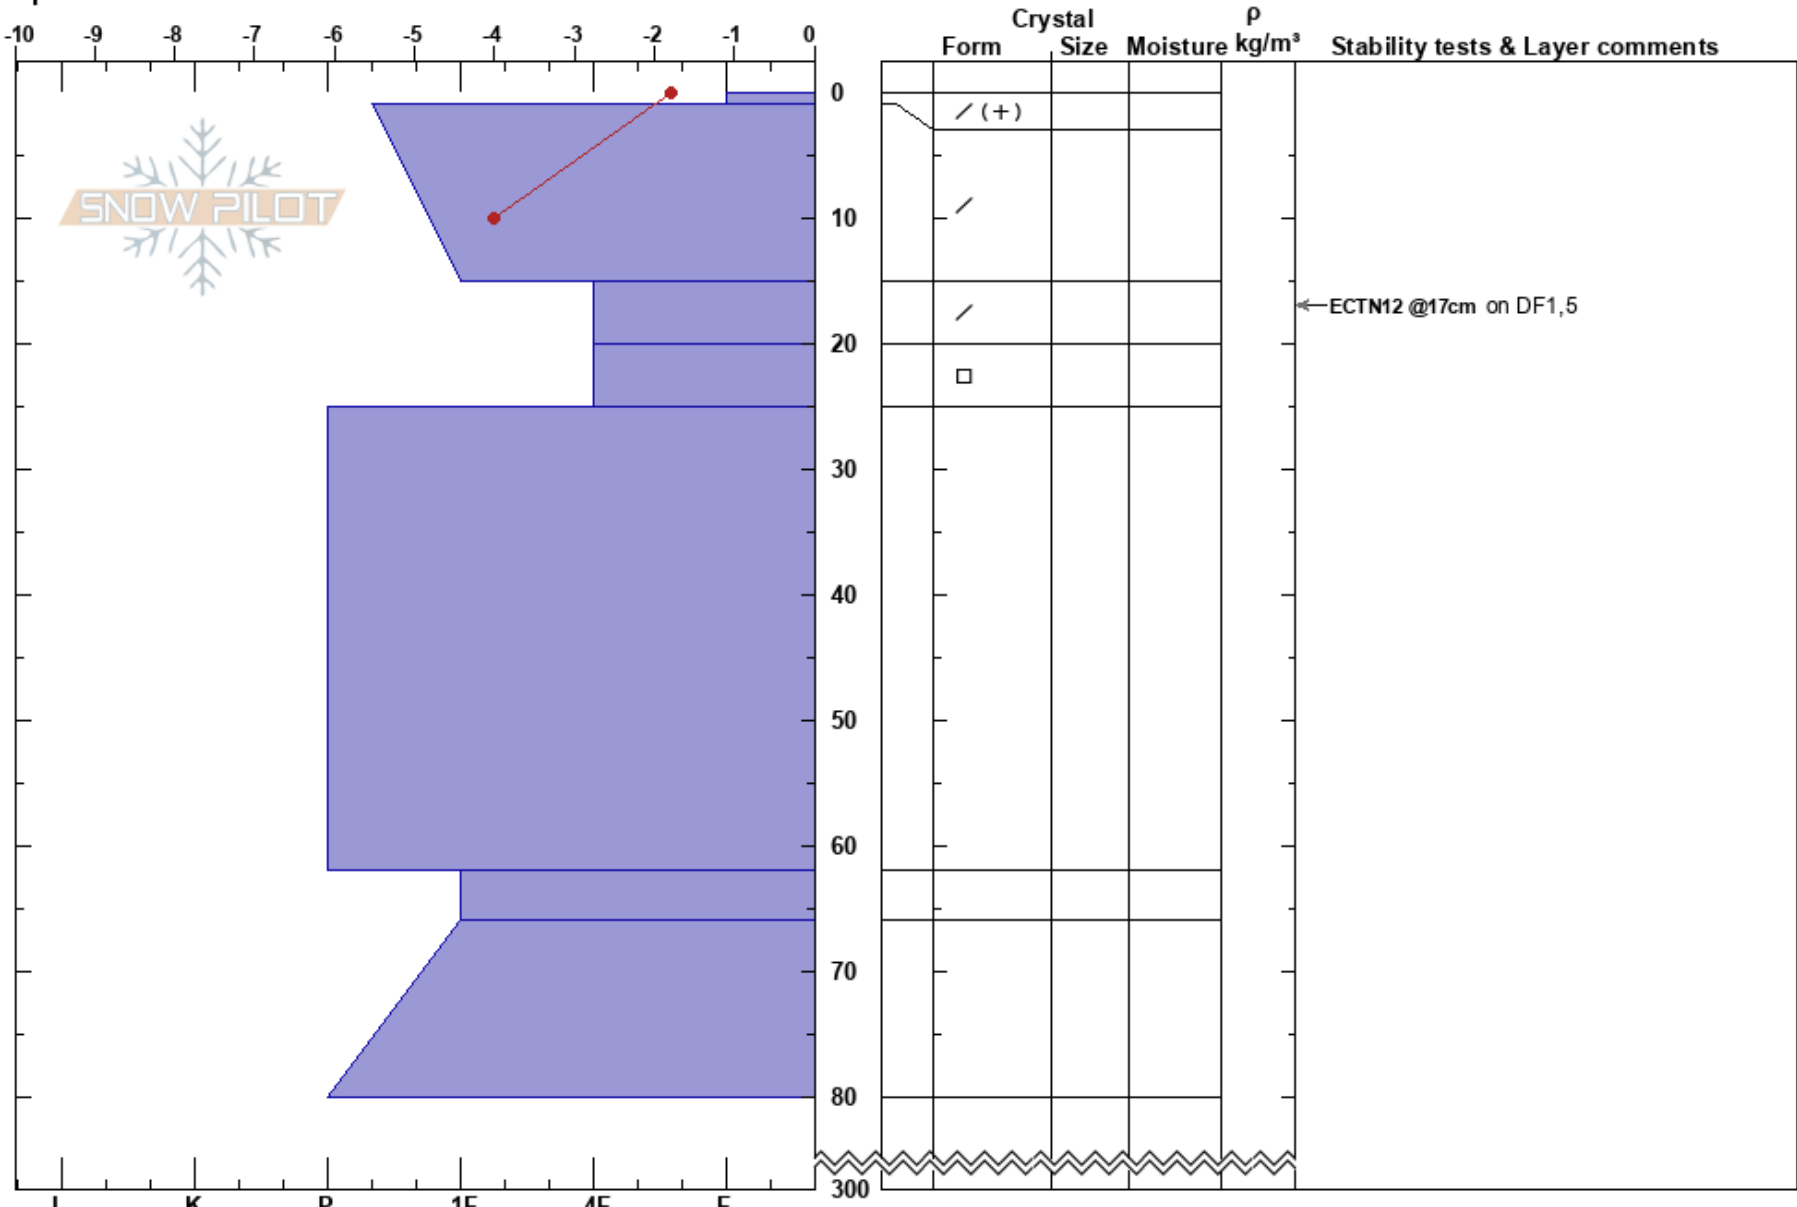 Crystal ρ
Form Size Moisture kg/m³ Stability tests & Layer comments
-10 -9 -8 -7 -6 -5 -4 -3 -2 -1 0
0
(+)
SNOW PILOT
10
ECTN12 @17cm on DF1,5
20
30
40
50
60
70
80
300
K P 1F 4F F